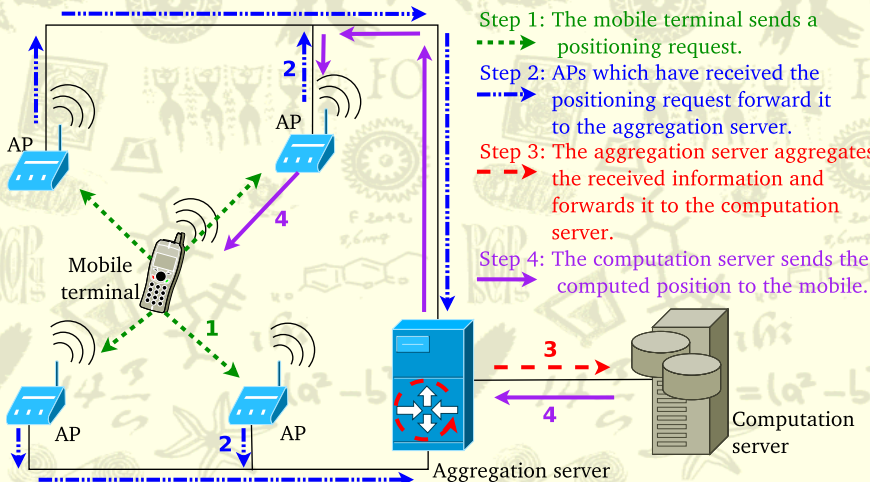 Step 1: The mobile terminal sends a
positioning request.
Step 2: APs which have received the
positioning request forward it
to the aggregation server.
Step 3: The aggregation server aggregates
the received information and
forwards it to the computation
server.
Step 4: The computation server sends the
computed position to the mobile.
2
AP
AP
4
Mobile
terminal
1
3
4
AP
AP
2
Computation
server
Aggregation server